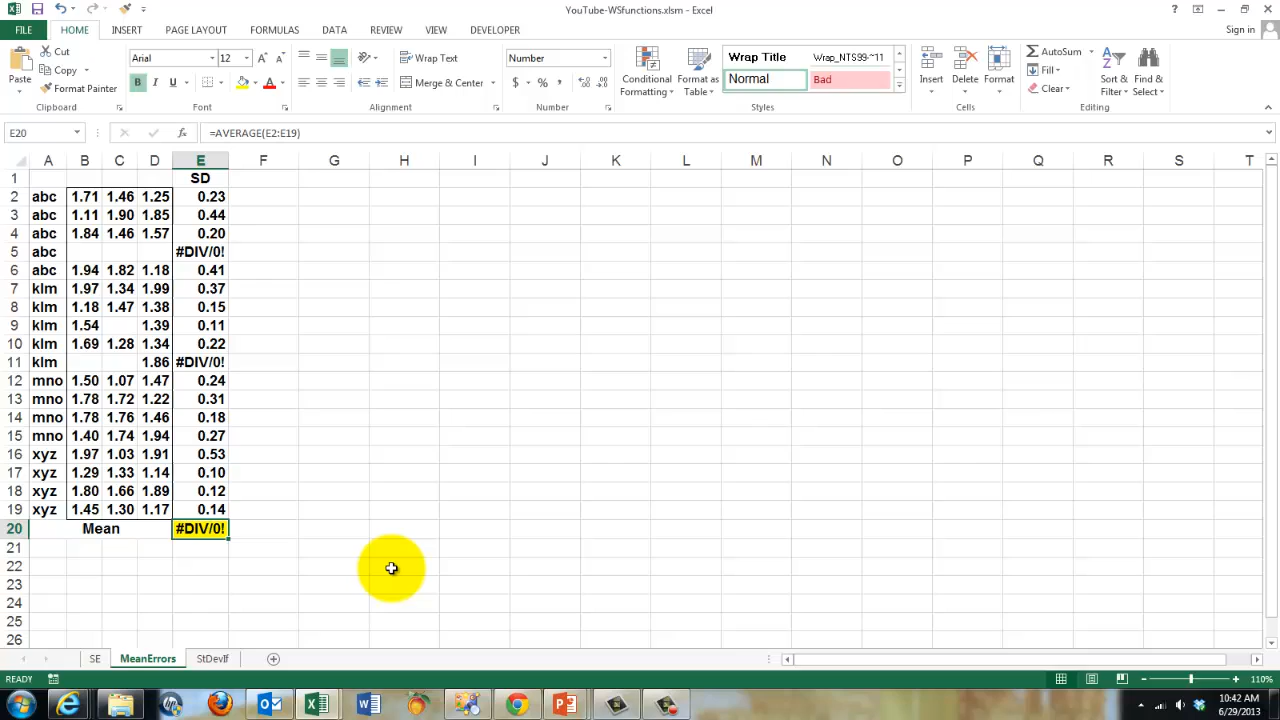 YouTube-WSfunctions.xlsm - Excel
FILE HOME INSERT PAGE LAYOUT FORMULAS DATA REVIEW VIEW DEVELOPER Sign in
Paste Cut Copy Format Painter Clipboard
Arial 12 B I U Font
Wrap Text Merge & Center Alignment
Number $ % Number
Conditional Formatting Format as Table
Wrap Title Wrap_NTS99-~11 Normal Bad Styles
Insert Delete Format Cells
AutoSum Fill Clear Sort & Filter Find & Select Editing
E20 fx =AVERAGE(E2:E19)
A B C D E F G H I J K L M N O P Q R S T
1 SD
2 abc 1.71 1.46 1.25 0.23
3 abc 1.11 1.90 1.85 0.44
4 abc 1.84 1.46 1.57 0.20
5 abc #DIV/0!
6 abc 1.94 1.82 1.18 0.41
7 klm 1.97 1.34 1.99 0.37
8 klm 1.18 1.47 1.38 0.15
9 klm 1.54 1.39 0.11
10 klm 1.69 1.28 1.34 0.22
11 klm 1.86 #DIV/0!
12 mno 1.50 1.07 1.47 0.24
13 mno 1.78 1.72 1.22 0.31
14 mno 1.78 1.76 1.46 0.18
15 mno 1.40 1.74 1.94 0.27
16 xyz 1.97 1.03 1.91 0.53
17 xyz 1.29 1.33 1.14 0.10
18 xyz 1.80 1.66 1.89 0.12
19 xyz 1.45 1.30 1.17 0.14
20 Mean #DIV/0!
21
22
23
24
25
26
SE MeanErrors StDevIf
READY 110%
10:42 AM
6/29/2013